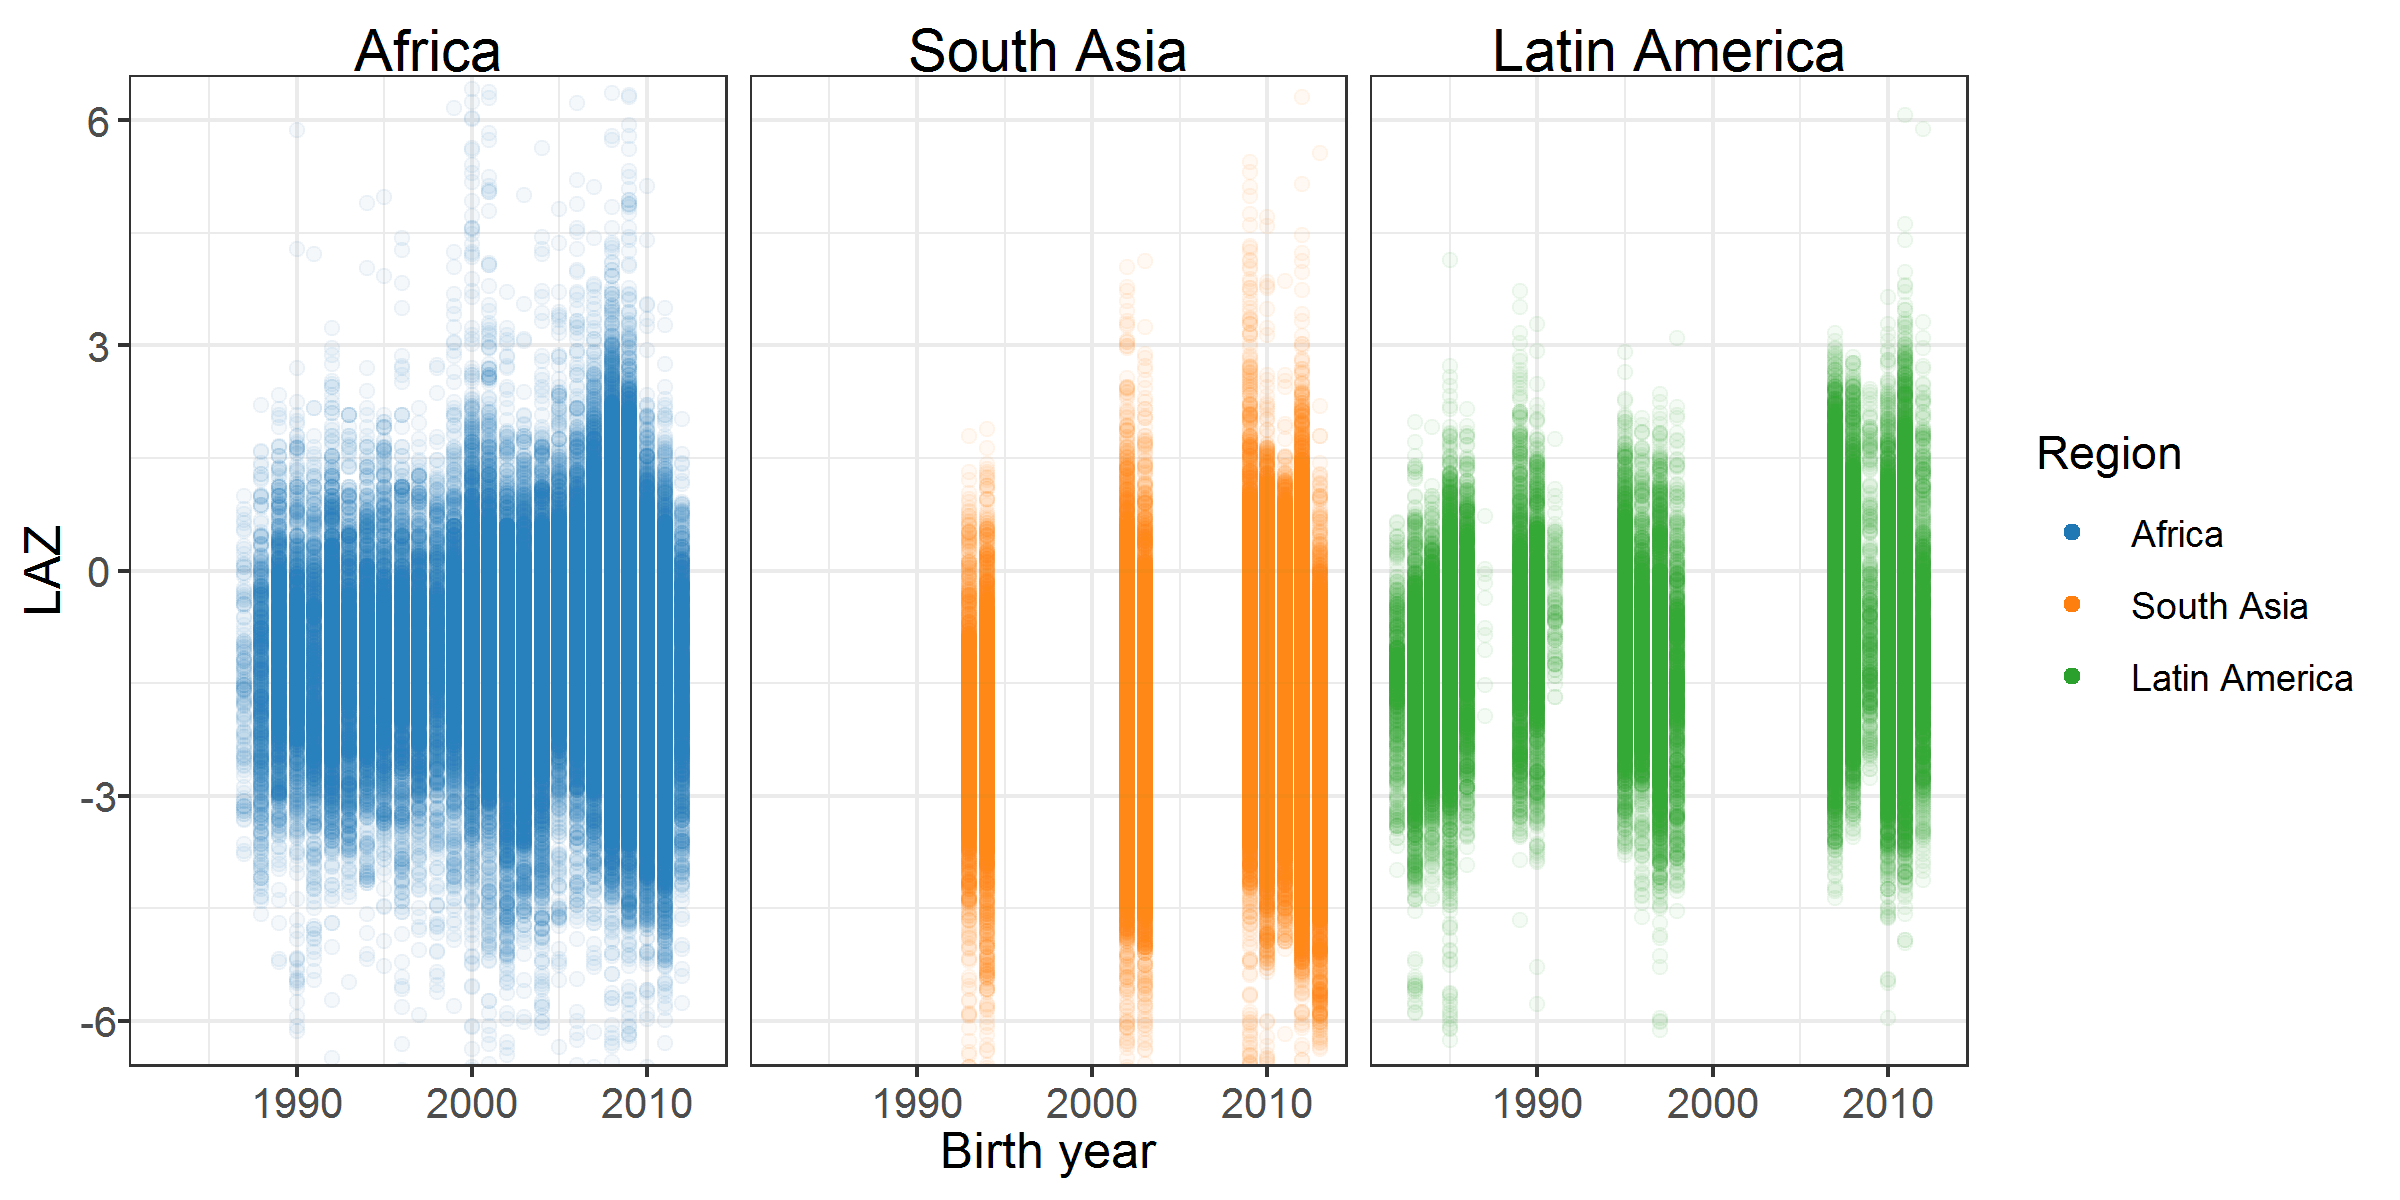 Africa South Asia Latin America
6
3
0
-3
-6
LAZ
1990 2000 2010 1990 2000 2010 1990 2000 2010
Birth year
Region
Africa
South Asia
Latin America